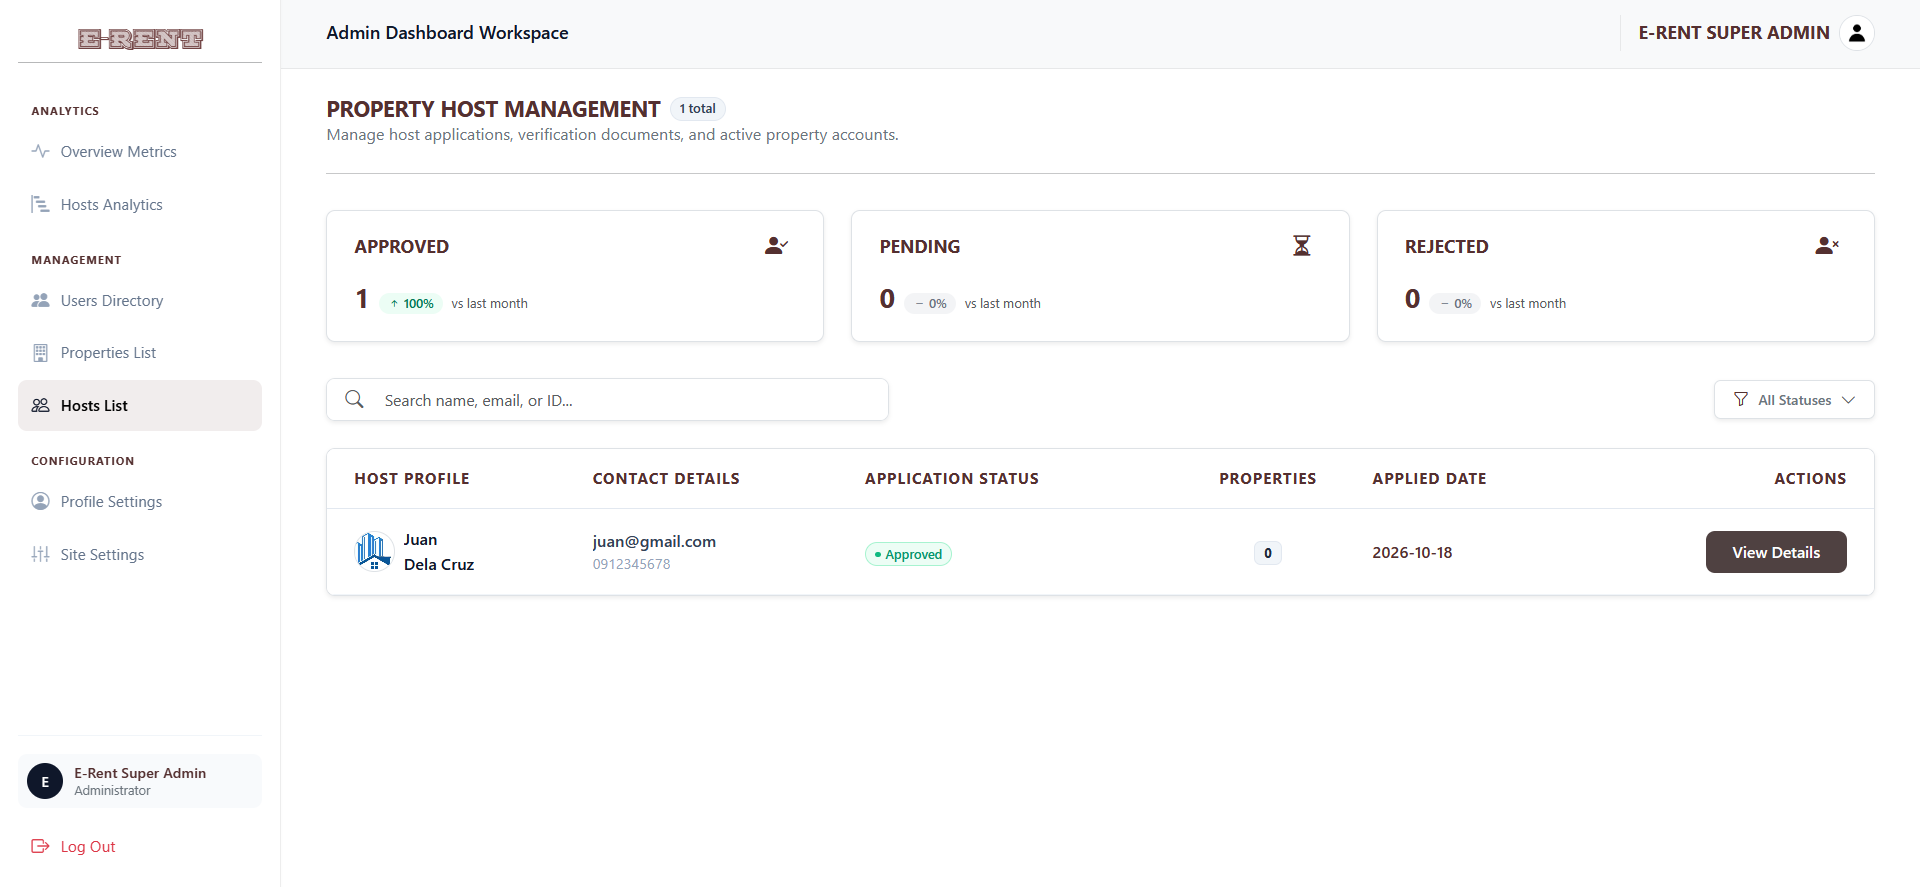 E-RENT
Admin Dashboard Workspace
E-RENT SUPER ADMIN
ANALYTICS
Overview Metrics
Hosts Analytics
MANAGEMENT
Users Directory
Properties List
Hosts List
CONFIGURATION
Profile Settings
Site Settings
E
E-Rent Super Admin
Administrator
Log Out
PROPERTY HOST MANAGEMENT 1 total
Manage host applications, verification documents, and active property accounts.
APPROVED
1 ↑ 100% vs last month
PENDING
0 − 0% vs last month
REJECTED
0 − 0% vs last month
Search name, email, or ID...
All Statuses
HOST PROFILE CONTACT DETAILS APPLICATION STATUS PROPERTIES APPLIED DATE ACTIONS
Juan
Dela Cruz
juan@gmail.com
0912345678
Approved
0
2026-10-18
View Details